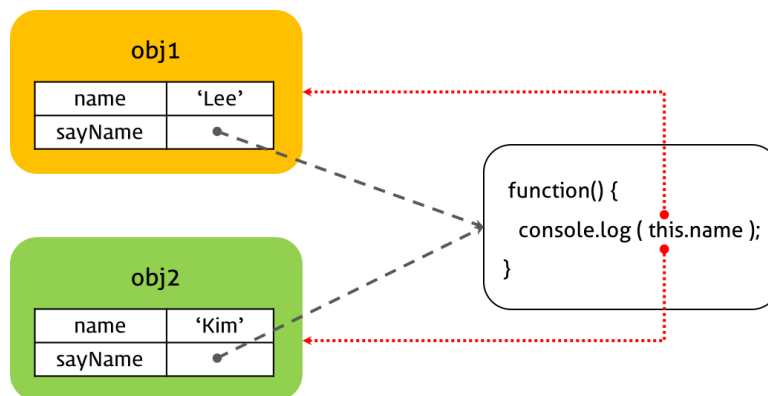 obj1
name ‘Lee’
sayName
function() {
console.log ( this.name );
}
obj2
name ‘Kim’
sayName